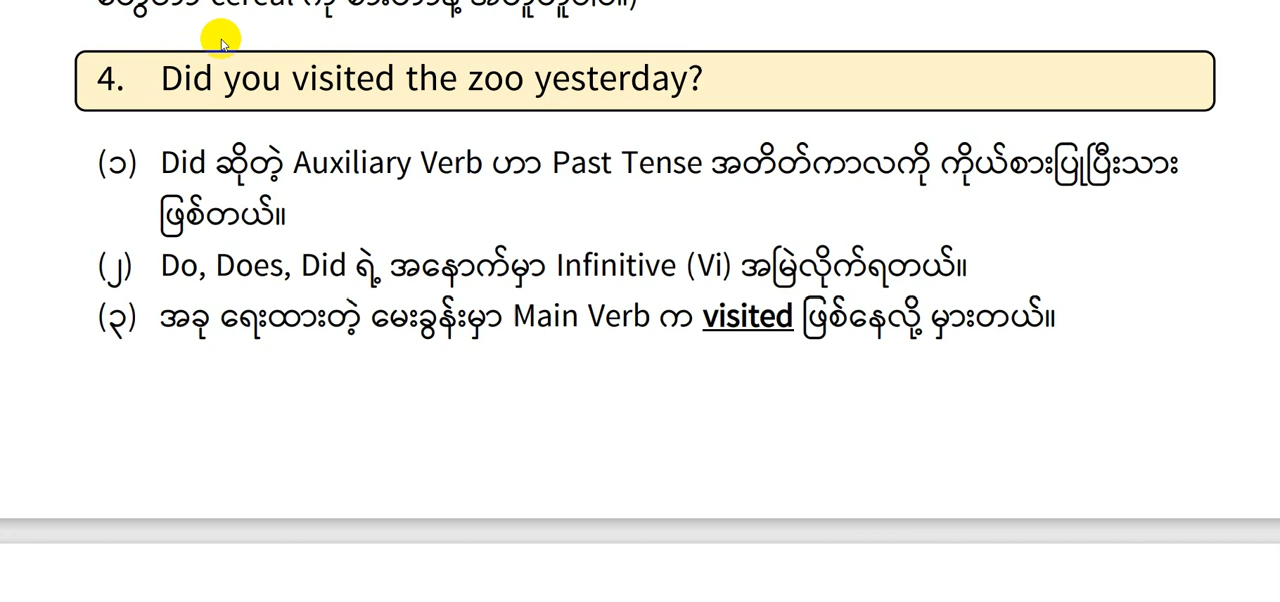 4. Did you visited the zoo yesterday?
(၁) Did ဆိုတဲ့ Auxiliary Verb ဟာ Past Tense အတိတ်ကာလကို ကိုယ်စားပြုပြီးသား
ဖြစ်တယ်။
(၂) Do, Does, Did ရဲ့ အနောက်မှာ Infinitive (Vi) အမြဲလိုက်ရတယ်။
(၃) အခု ရေးထားတဲ့ မေးခွန်းမှာ Main Verb က visited ဖြစ်နေလို့ မှားတယ်။